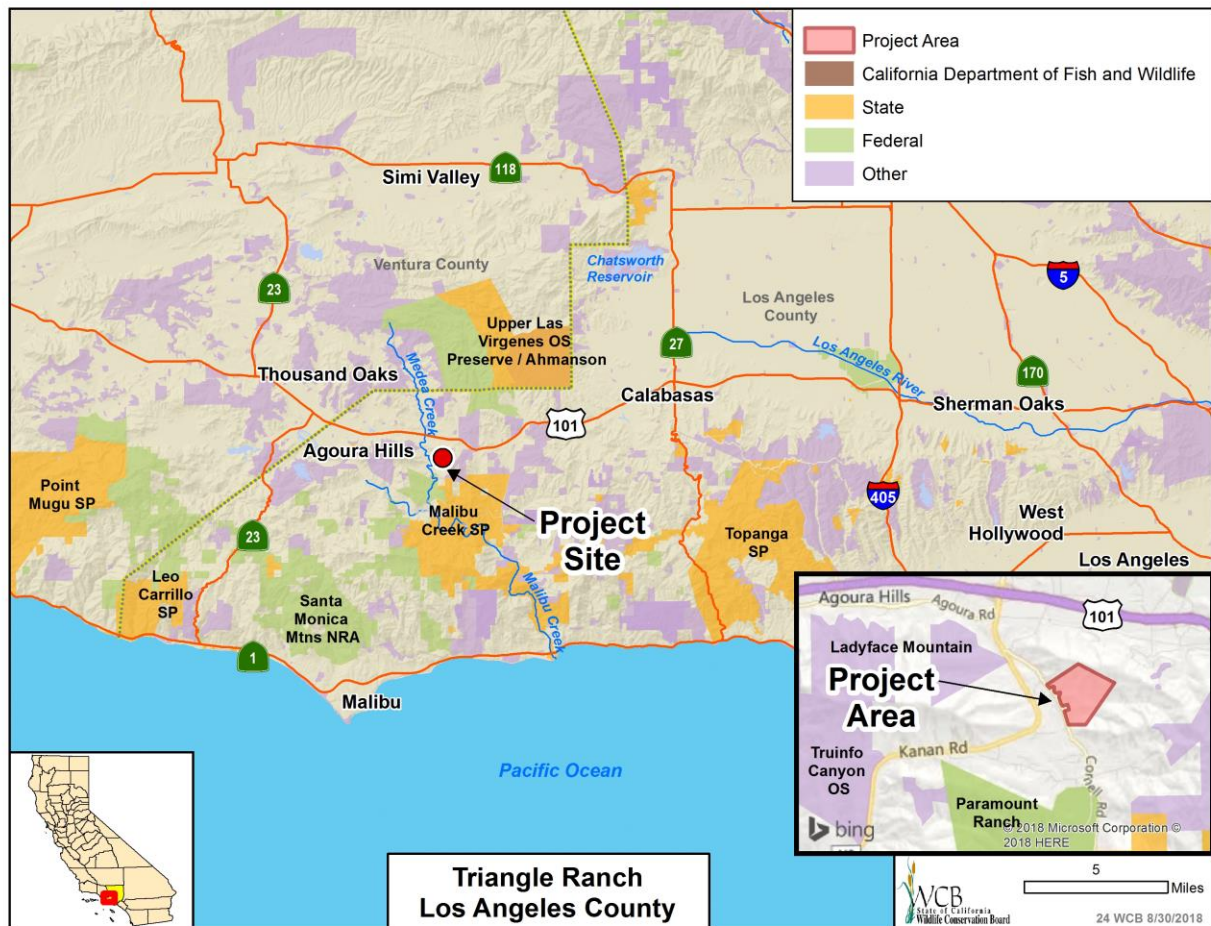 Project Area
California Department of Fish and Wildlife
State
Federal
Other
Simi Valley
118
23
Ventura County
Chatsworth
Reservoir
5
Los Angeles
County
Upper Las
Virgenes OS
Preserve / Ahmanson
Medea Creek
27
Los Angeles River
170
Thousand Oaks
Calabasas
Sherman Oaks
101
Agoura Hills
Point
Mugu SP
Malibu
Creek SP
Project
Site
405
West
Hollywood
Topanga
SP
Los Angeles
23
Leo
Carrillo
SP
Santa
Monica
Mtns NRA
Malibu Creek
1
Malibu
Pacific Ocean
Agoura Hills
Agoura Rd
101
Ladyface Mountain
Project
Area
Kanan Rd
Truinfo
Canyon
OS
Cornell Rd
Paramount
Ranch
© 2018 Microsoft Corporation ©
2018 HERE
bing
Triangle Ranch
Los Angeles County
WCB
State of California
Wildlife Conservation Board
5
Miles
24 WCB 8/30/2018